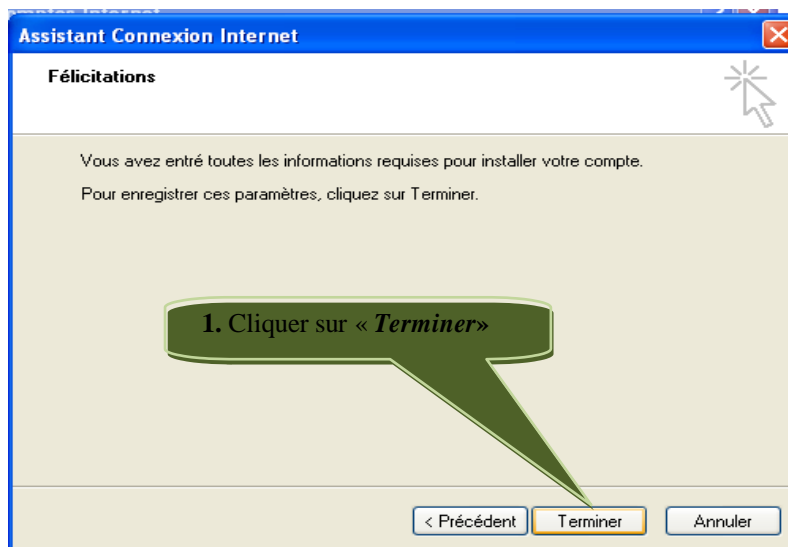 Assistant Connexion Internet
Félicitations
Vous avez entré toutes les informations requises pour installer votre compte.
Pour enregistrer ces paramètres, cliquez sur Terminer.
1. Cliquer sur « Terminer»
< Précédent Terminer Annuler